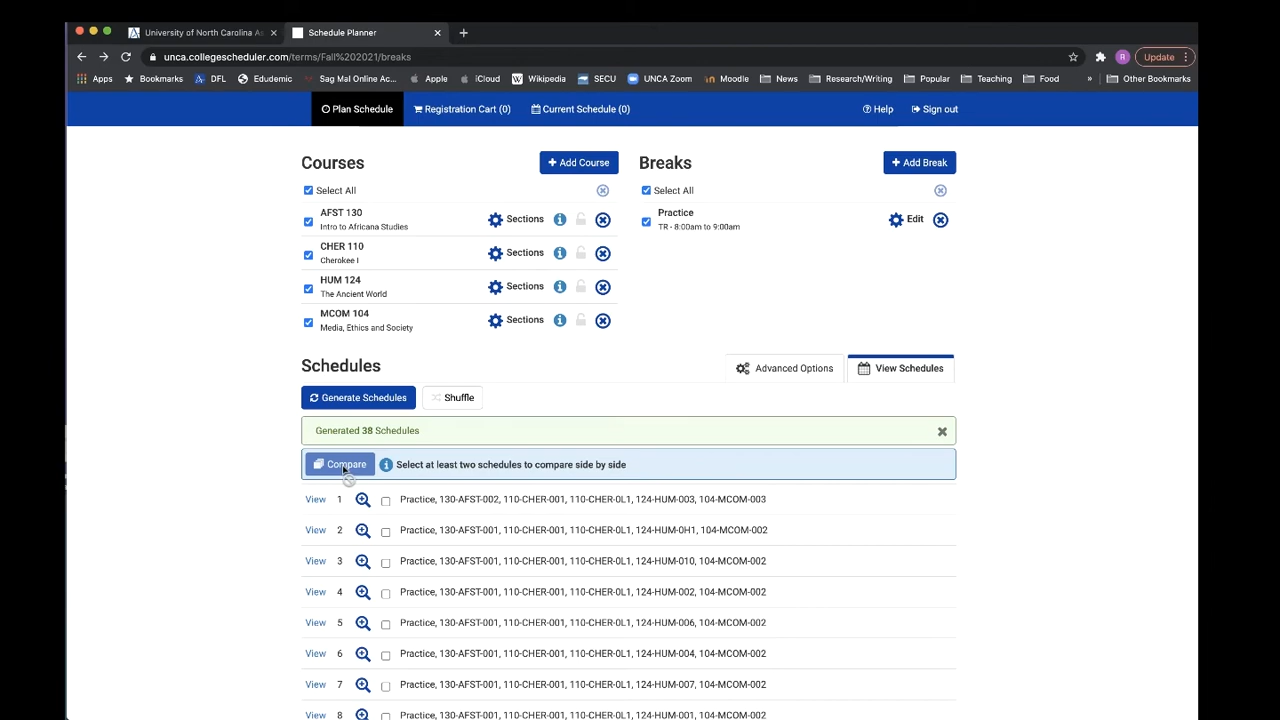 University of North Carolina As
Schedule Planner
unca.collegescheduler.com/terms/Fall%202021/breaks
R
Update
Apps
Bookmarks
DFL
Edudemic
Sag Mal Online Ac...
Apple
iCloud
Wikipedia
SECU
UNCA Zoom
Moodle
News
Research/Writing
Popular
Teaching
Food
»
Other Bookmarks
Plan Schedule
Registration Cart (0)
Current Schedule (0)
Help
Sign out
Courses
+ Add Course
Select All
AFST 130
Intro to Africana Studies
Sections
CHER 110
Cherokee I
Sections
HUM 124
The Ancient World
Sections
MCOM 104
Media, Ethics and Society
Sections
Breaks
+ Add Break
Select All
Practice
TR - 8:00am to 9:00am
Edit
Schedules
Advanced Options
View Schedules
Generate Schedules
Shuffle
Generated 38 Schedules
Compare
Select at least two schedules to compare side by side
View 1 Practice, 130-AFST-002, 110-CHER-001, 110-CHER-0L1, 124-HUM-003, 104-MCOM-003
View 2 Practice, 130-AFST-001, 110-CHER-001, 110-CHER-0L1, 124-HUM-0H1, 104-MCOM-002
View 3 Practice, 130-AFST-001, 110-CHER-001, 110-CHER-0L1, 124-HUM-010, 104-MCOM-002
View 4 Practice, 130-AFST-001, 110-CHER-001, 110-CHER-0L1, 124-HUM-002, 104-MCOM-002
View 5 Practice, 130-AFST-001, 110-CHER-001, 110-CHER-0L1, 124-HUM-006, 104-MCOM-002
View 6 Practice, 130-AFST-001, 110-CHER-001, 110-CHER-0L1, 124-HUM-004, 104-MCOM-002
View 7 Practice, 130-AFST-001, 110-CHER-001, 110-CHER-0L1, 124-HUM-007, 104-MCOM-002
View 8 Practice, 130-AFST-001, 110-CHER-001, 110-CHER-0L1, 124-HUM-001, 104-MCOM-002